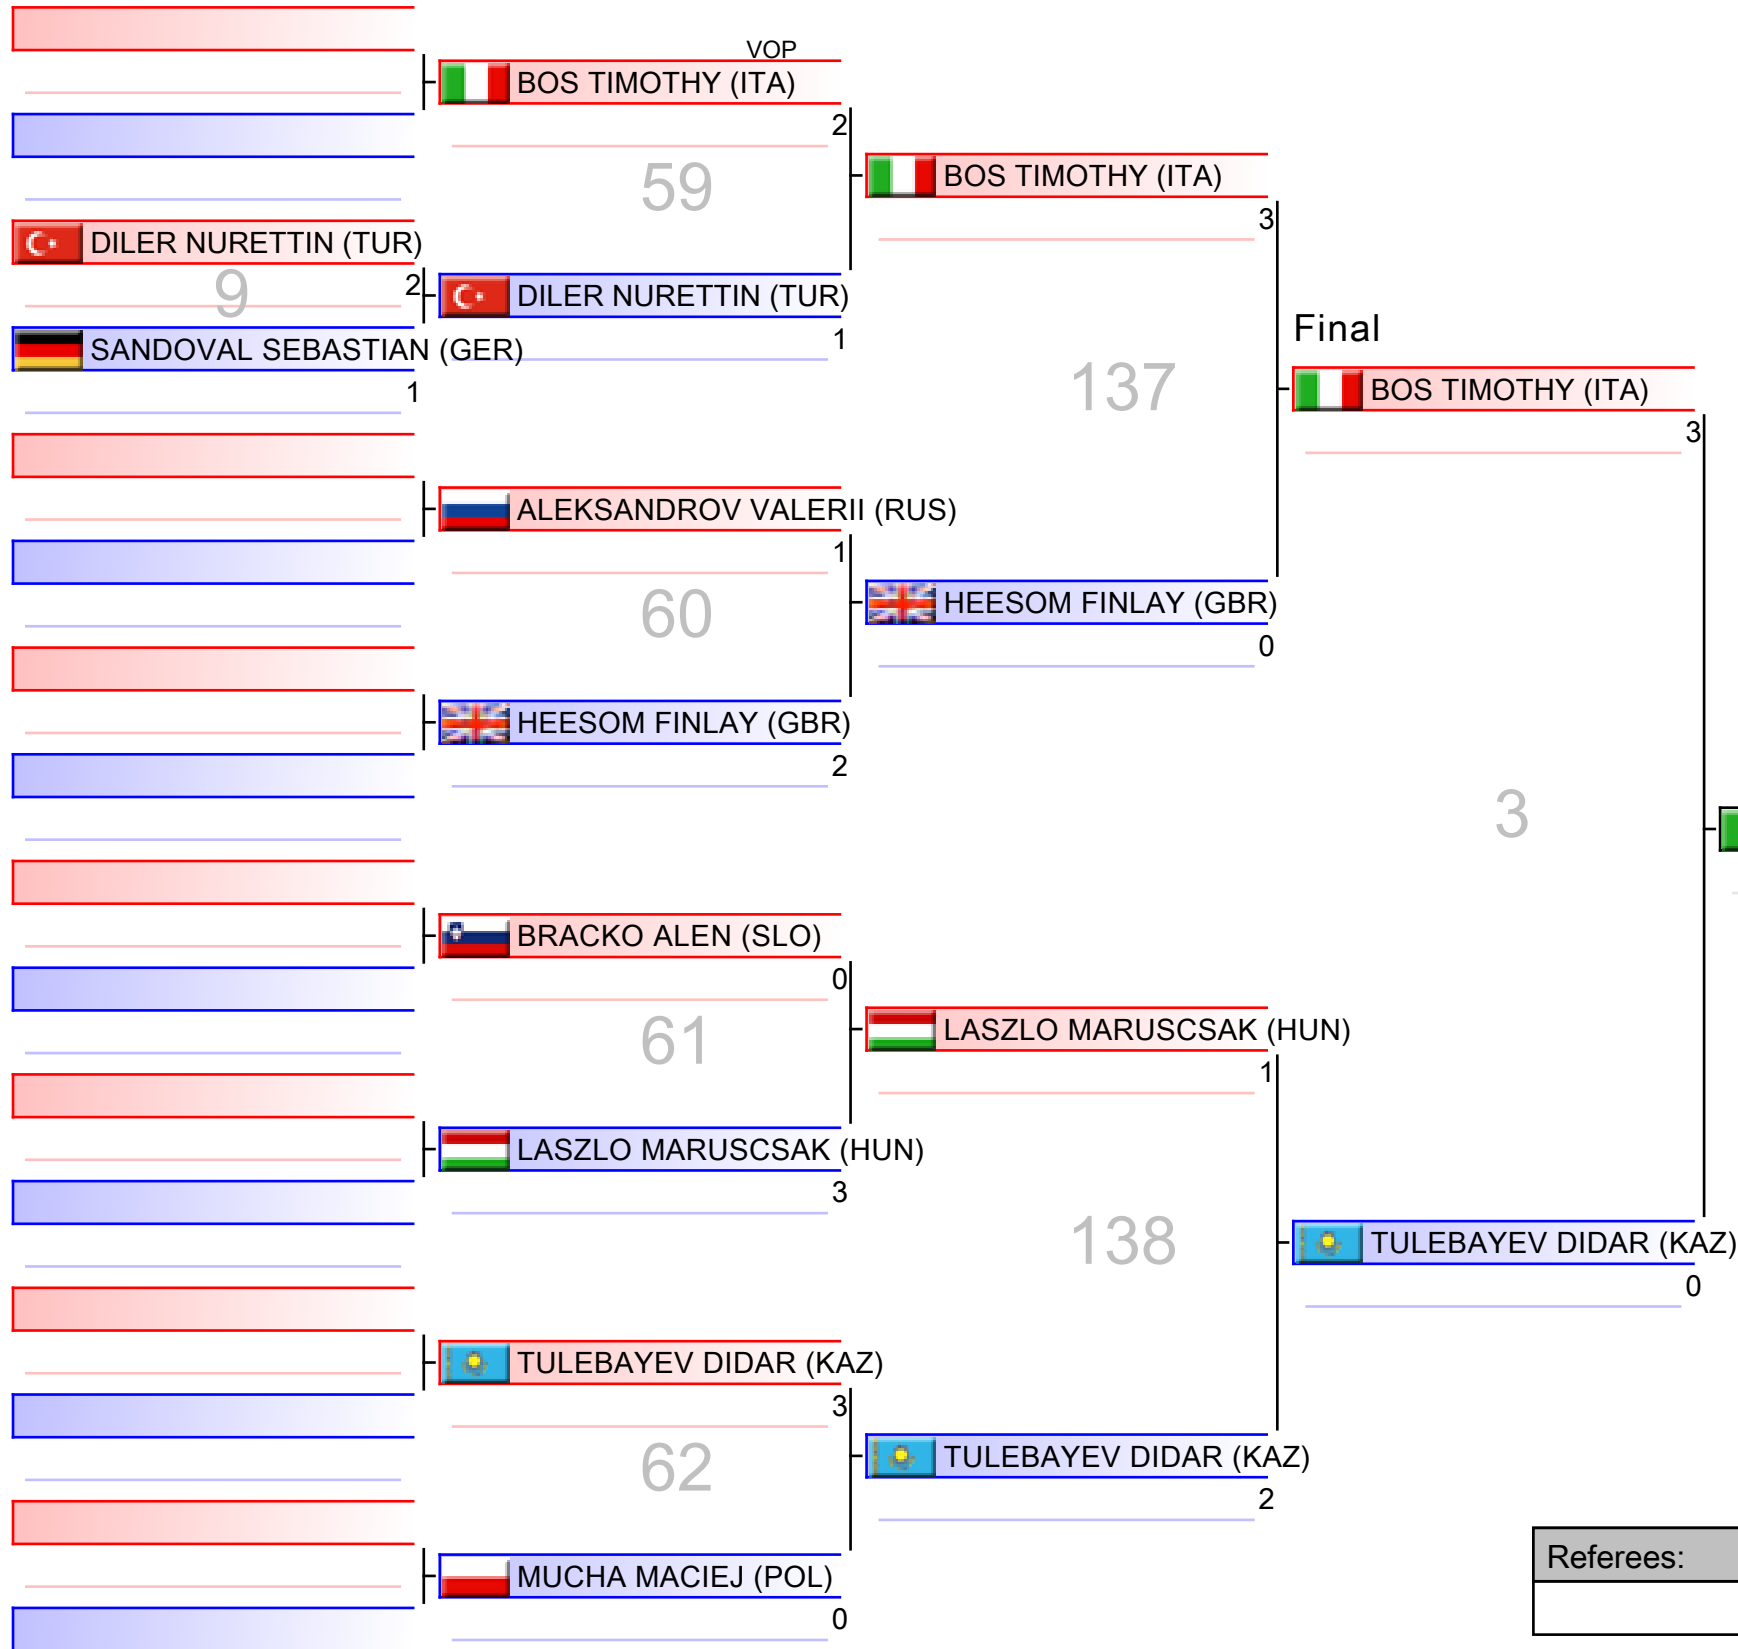 VOP
BOS TIMOTHY (ITA)
2
59
BOS TIMOTHY (ITA)
3
DILER NURETTIN (TUR)
2
9
DILER NURETTIN (TUR)
1
SANDOVAL SEBASTIAN (GER)
1
137
Final
BOS TIMOTHY (ITA)
3
ALEKSANDROV VALERII (RUS)
1
60
HEESOM FINLAY (GBR)
0
HEESOM FINLAY (GBR)
2
3
BRACKO ALEN (SLO)
0
61
LASZLO MARUSCSAK (HUN)
1
LASZLO MARUSCSAK (HUN)
3
138
TULEBAYEV DIDAR (KAZ)
0
TULEBAYEV DIDAR (KAZ)
3
62
TULEBAYEV DIDAR (KAZ)
2
MUCHA MACIEJ (POL)
0
Referees: